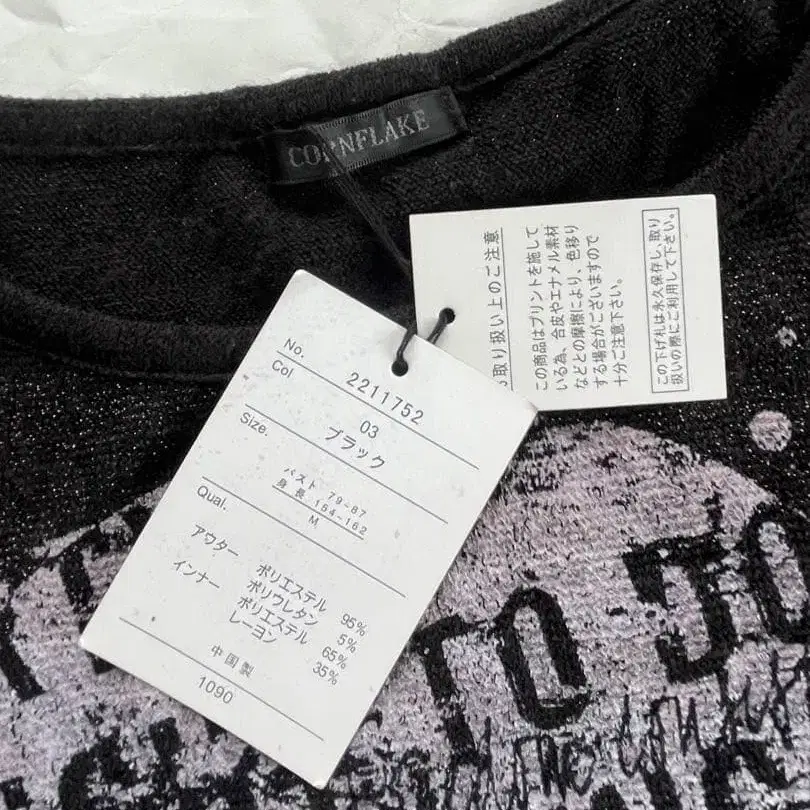 CORNFLAKE
取り扱い上のご注意
この商品はプリントを施して
いる為、合皮やエナメル素材
などとの摩擦により、色移り
する場合がございますので
十分ご注意下さい。
この下げ札は永久保存し、取り
扱いの際にご利用して下さい。
No. 2211752
Col 03
ブラック
Size.
バスト 79-87
身長 154-162
M
Qual.
アウター ポリエステル 95%
ポリウレタン 5%
インナー ポリエステル 65%
レーヨン 35%
中国製
1090
TO JO